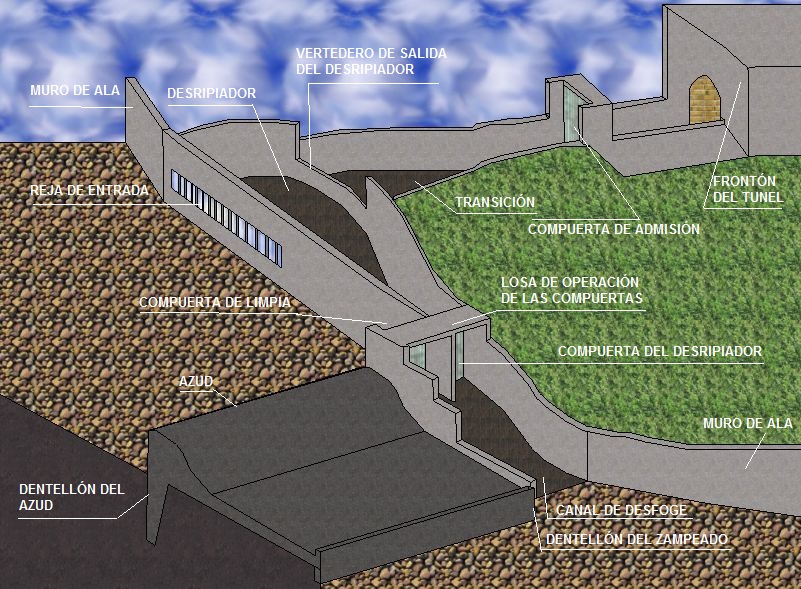 VERTEDERO DE SALIDA
DEL DESRIPIADOR
MURO DE ALA
DESRIPIADOR
REJA DE ENTRADA
TRANSICIÓN
FRONTÓN
DEL TUNEL
COMPUERTA DE ADMISIÓN
LOSA DE OPERACIÓN
DE LAS COMPUERTAS
COMPUERTA DE LIMPIA
COMPUERTA DEL DESRIPIADOR
AZUD
MURO DE ALA
DENTELLÓN DEL
AZUD
CANAL DE DESFOGE
DENTELLÓN DEL ZAMPEADO